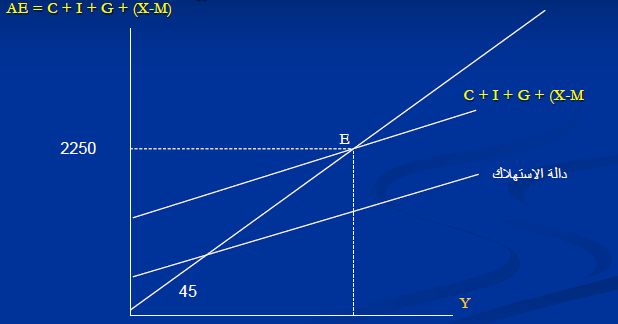 AE = C + I + G + (X-M)
C + I + G + (X-M
E
2250
دالة الاستهلاك
45
Y